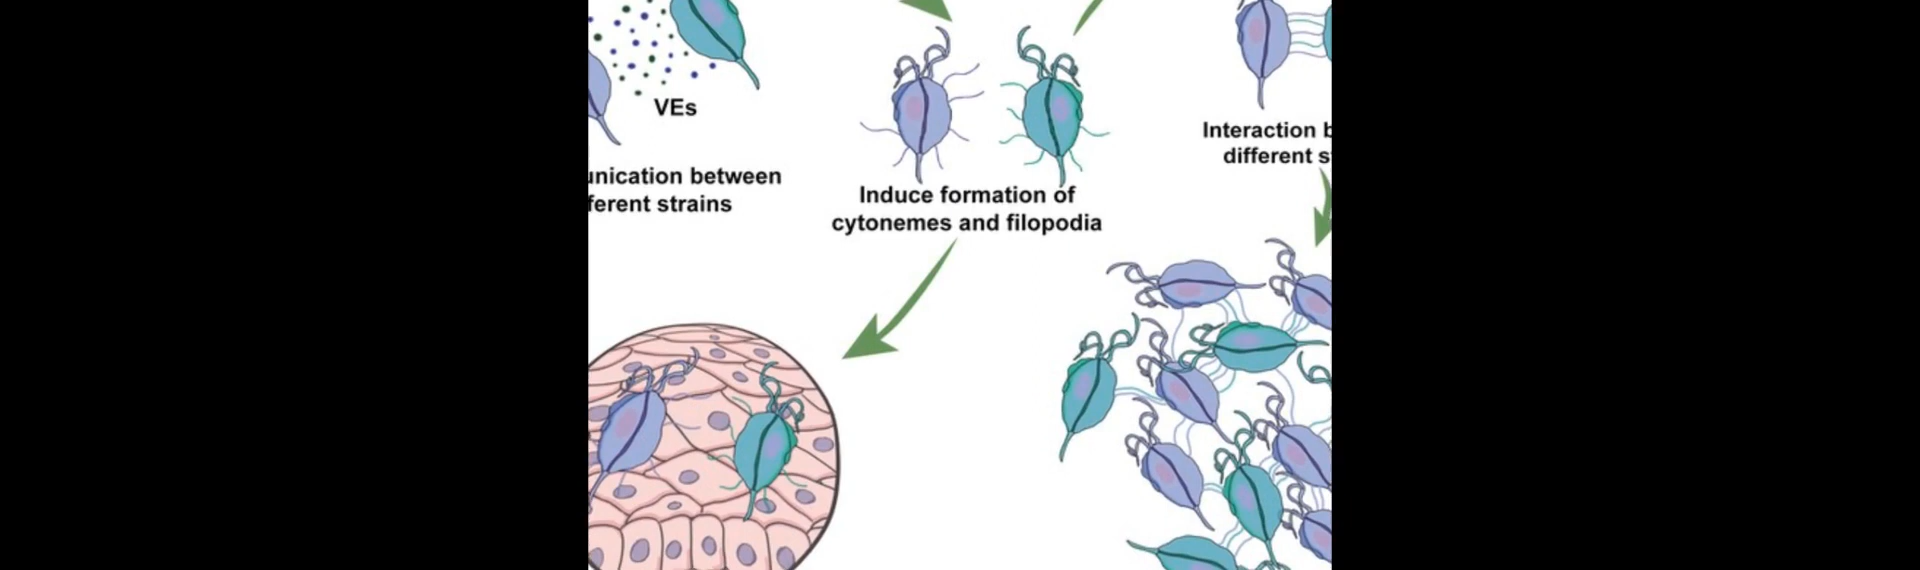 VEs
unication between
ferent strains
Induce formation of
cytonemes and filopodia
Interaction b
different s